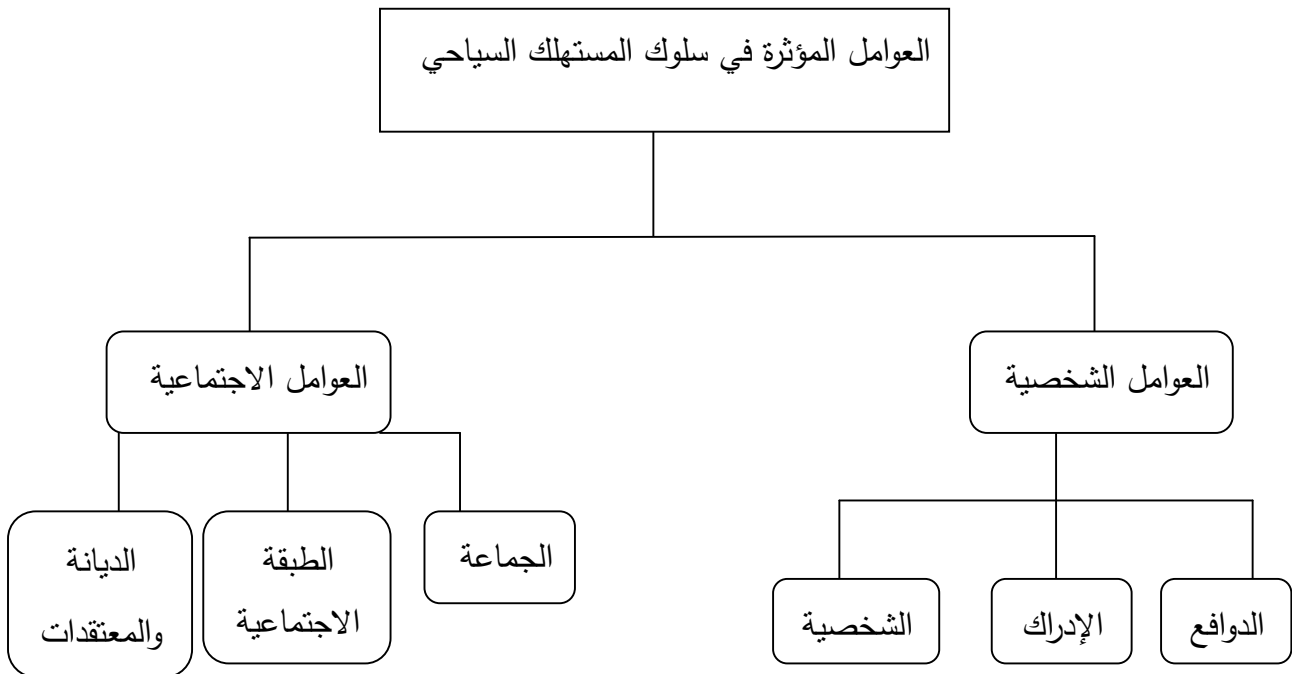 العوامل المؤثرة في سلوك المستهلك السياحي
العوامل الشخصية
العوامل الاجتماعية
الدوافع
الإدراك
الشخصية
الجماعة
الطبقة
الاجتماعية
الديانة
والمعتقدات